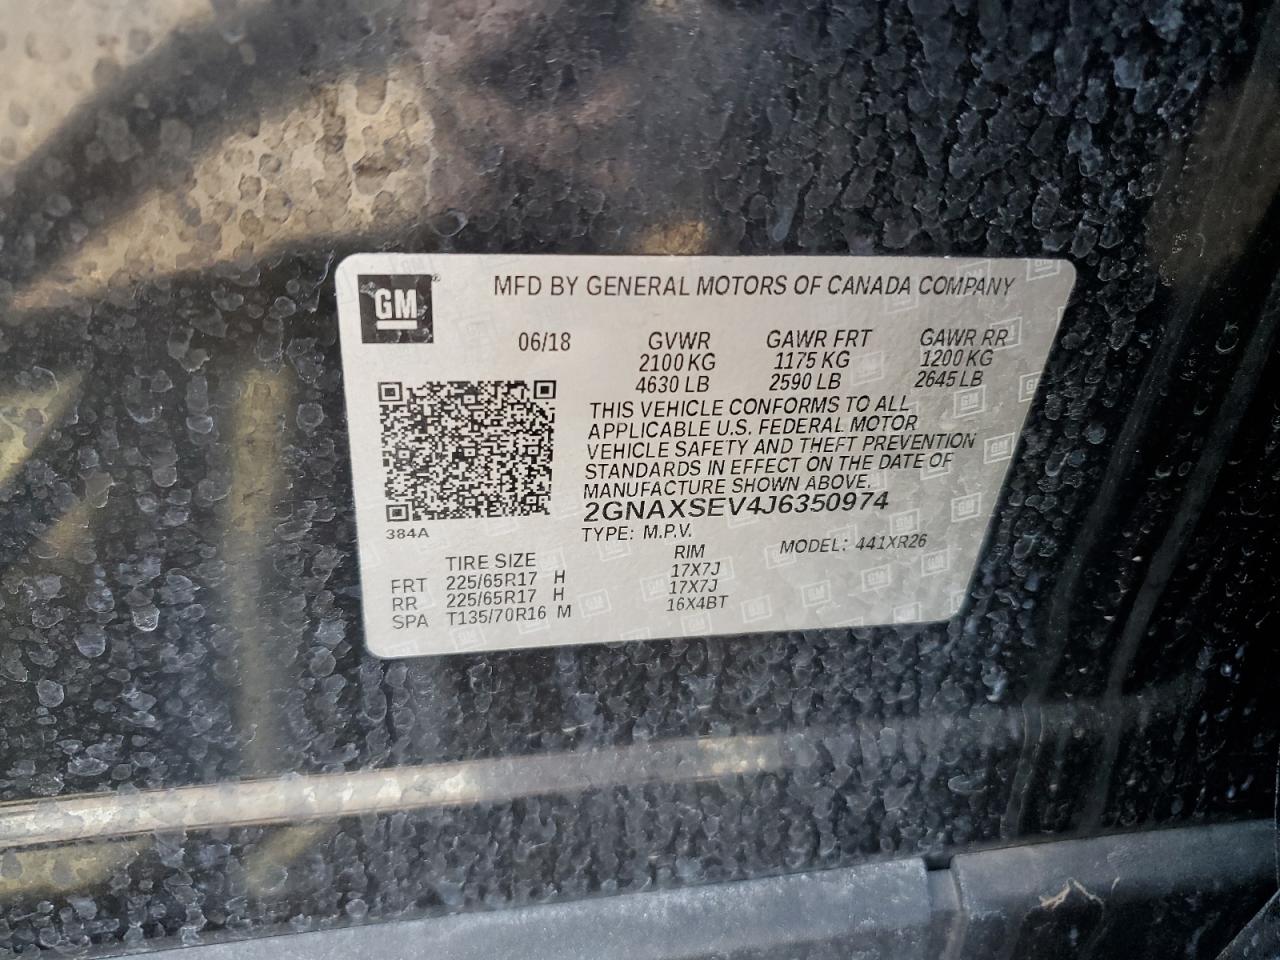 GM
MFD BY GENERAL MOTORS OF CANADA COMPANY
06/18 GVWR GAWR FRT GAWR RR
2100 KG 1175 KG 1200 KG
4630 LB 2590 LB 2645 LB
THIS VEHICLE CONFORMS TO ALL
APPLICABLE U.S. FEDERAL MOTOR
VEHICLE SAFETY AND THEFT PREVENTION
STANDARDS IN EFFECT ON THE DATE OF
MANUFACTURE SHOWN ABOVE.
2GNAXSEV4J6350974
384A TYPE: M.P.V. MODEL: 441XR26
TIRE SIZE RIM
FRT 225/65R17 H 17X7J
RR 225/65R17 H 17X7J
SPA T135/70R16 M 16X4BT